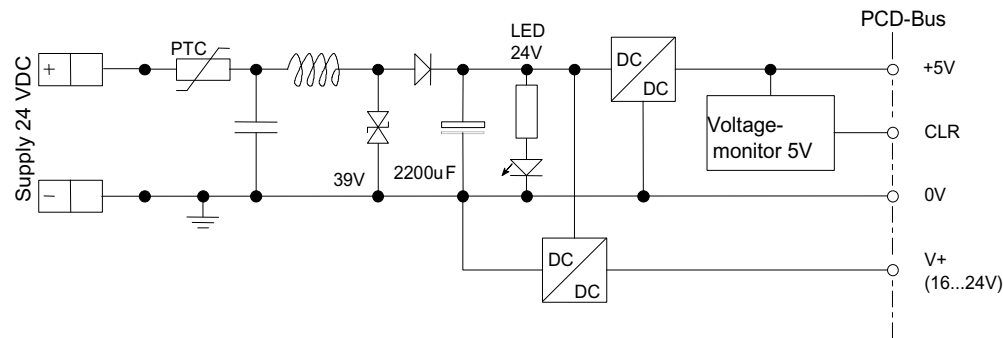 PCD-Bus
LED
24V
PTC
Supply 24 VDC
+
DC
DC
+5V
Voltage-
monitor 5V
CLR
39V
2200uF
−
0V
DC
DC
V+
(16...24V)